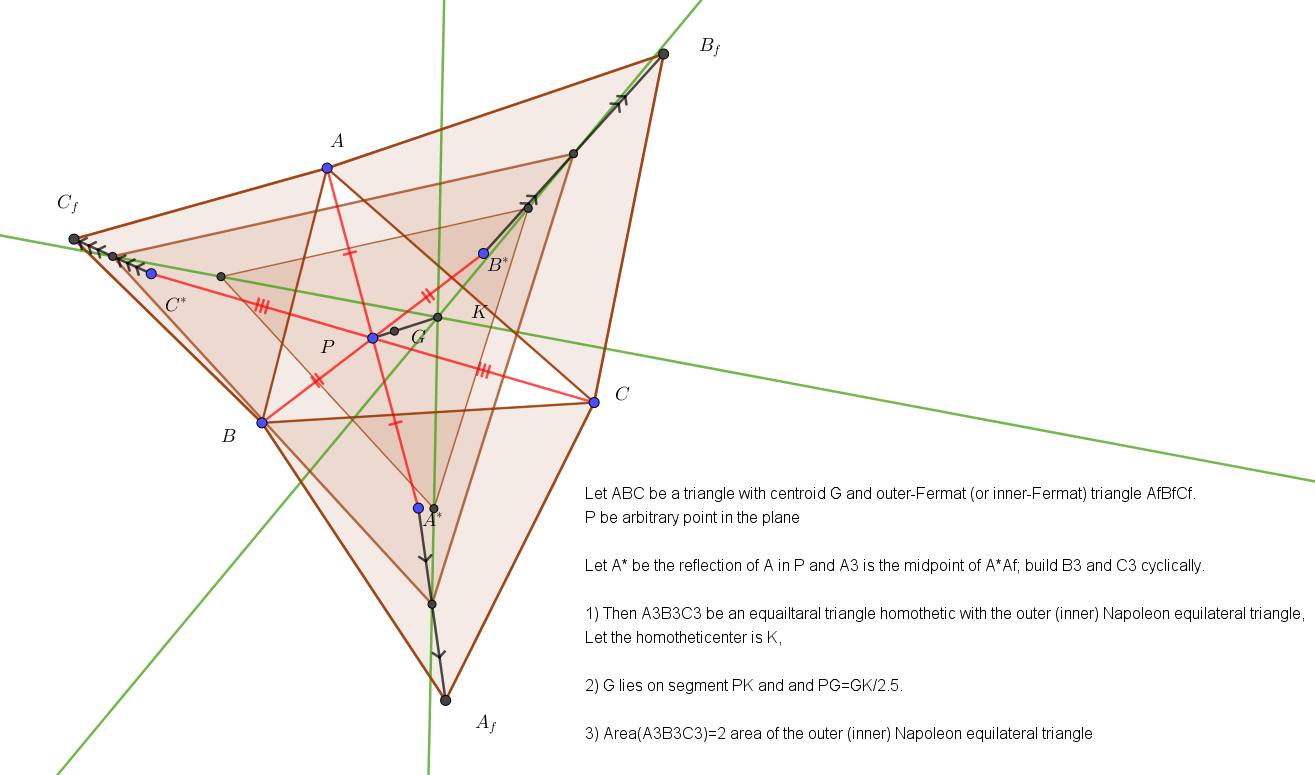 B_f
A
C_f
B*
C*
K
G
P
C
B
A*
Let ABC be a triangle with centroid G and outer-Fermat (or inner-Fermat) triangle AfBfCf.
P be arbitrary point in the plane
Let A* be the reflection of A in P and A3 is the midpoint of A*Af; build B3 and C3 cyclically.
1) Then A3B3C3 be an equailtaral triangle homothetic with the outer (inner) Napoleon equilateral triangle,
Let the homotheticenter is K,
2) G lies on segment PK and and PG=GK/2.5.
A_f
3) Area(A3B3C3)=2 area of the outer (inner) Napoleon equilateral triangle